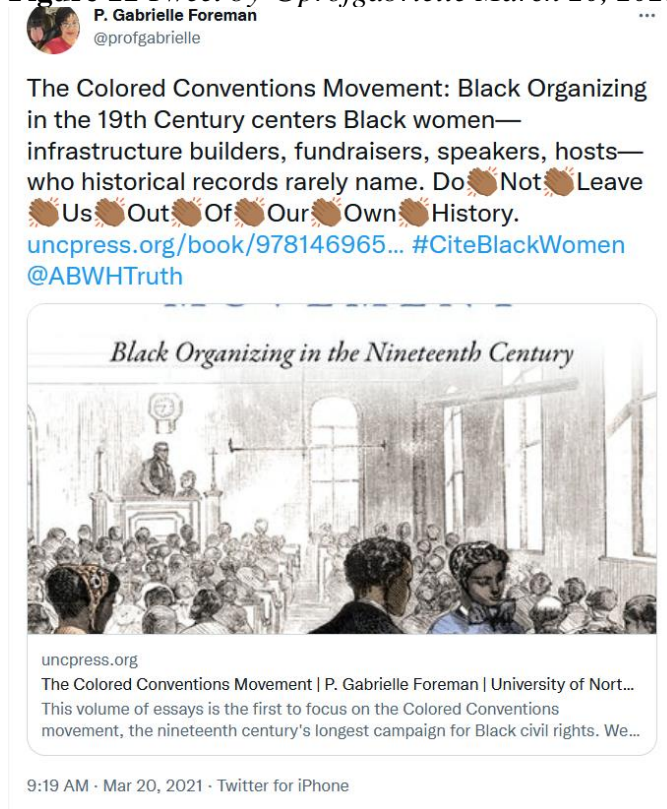 P. Gabrielle Foreman
@profgabrielle
The Colored Conventions Movement: Black Organizing
in the 19th Century centers Black women—
infrastructure builders, fundraisers, speakers, hosts—
who historical records rarely name. Do👏🏾Not👏🏾Leave
👏🏾Us👏🏾Out👏🏾Of👏🏾Our👏🏾Own👏🏾History.
uncpress.org/book/978146965... #CiteBlackWomen
@ABWHTruth
Black Organizing in the Nineteenth Century
uncpress.org
The Colored Conventions Movement | P. Gabrielle Foreman | University of Nort...
This volume of essays is the first to focus on the Colored Conventions
movement, the nineteenth century's longest campaign for Black civil rights. We...
9:19 AM · Mar 20, 2021 · Twitter for iPhone